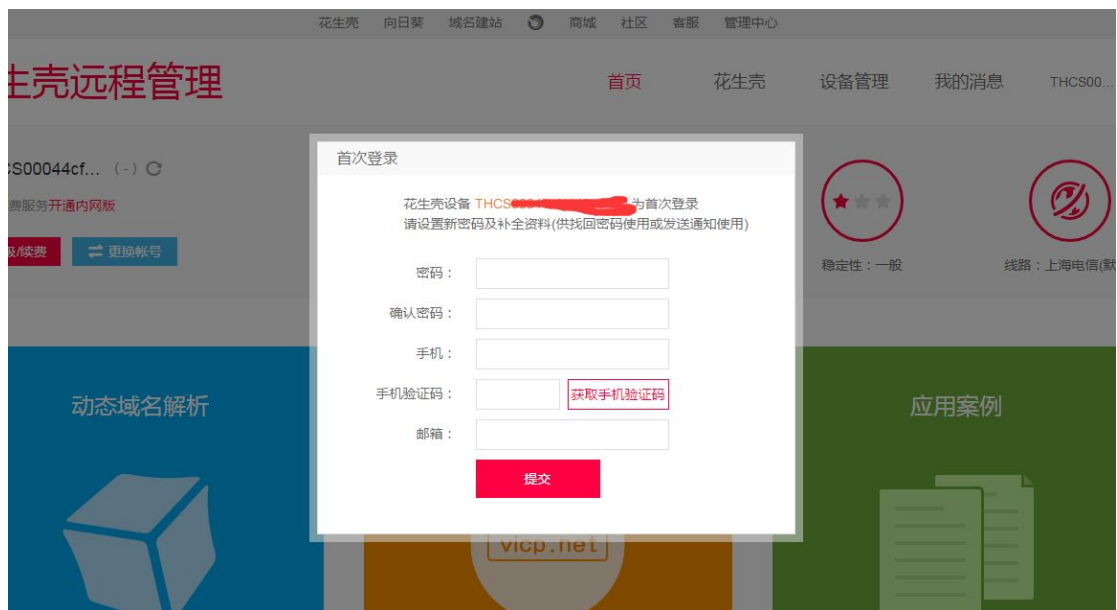 花生壳 向日葵 域名建站 商城 社区 客服 管理中心
生壳远程管理
首页 花生壳 设备管理 我的消息 THCS00...
CS00044cf... (-)
费服务开通内网版
级/续费 更换帐号
稳定性：一般
线路：上海电信(默
首次登录
花生壳设备 THCS 为首次登录
请设置新密码及补全资料(供找回密码使用或发送通知使用)
密码：
确认密码：
手机：
手机验证码： 获取手机验证码
邮箱：
提交
动态域名解析
vicp.net
应用案例